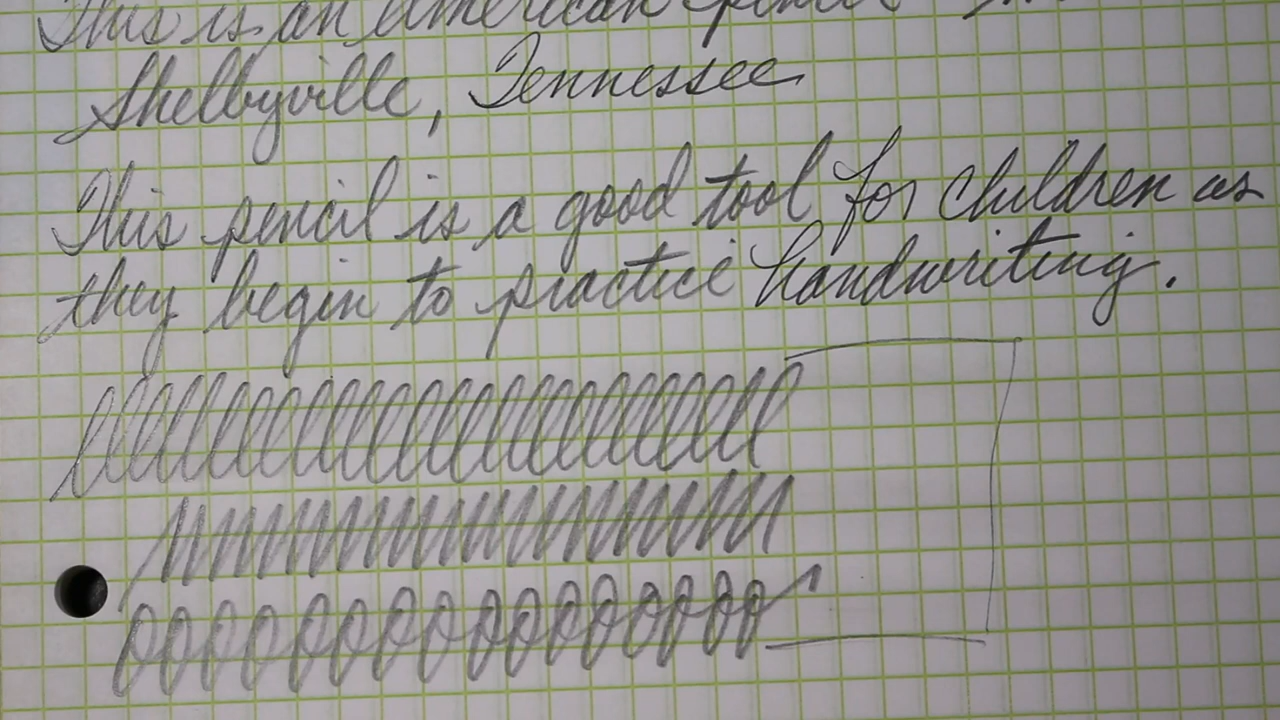 This is an American pencil
Shelbyville, Tennessee
This pencil is a good tool for children as
they begin to practice handwriting.